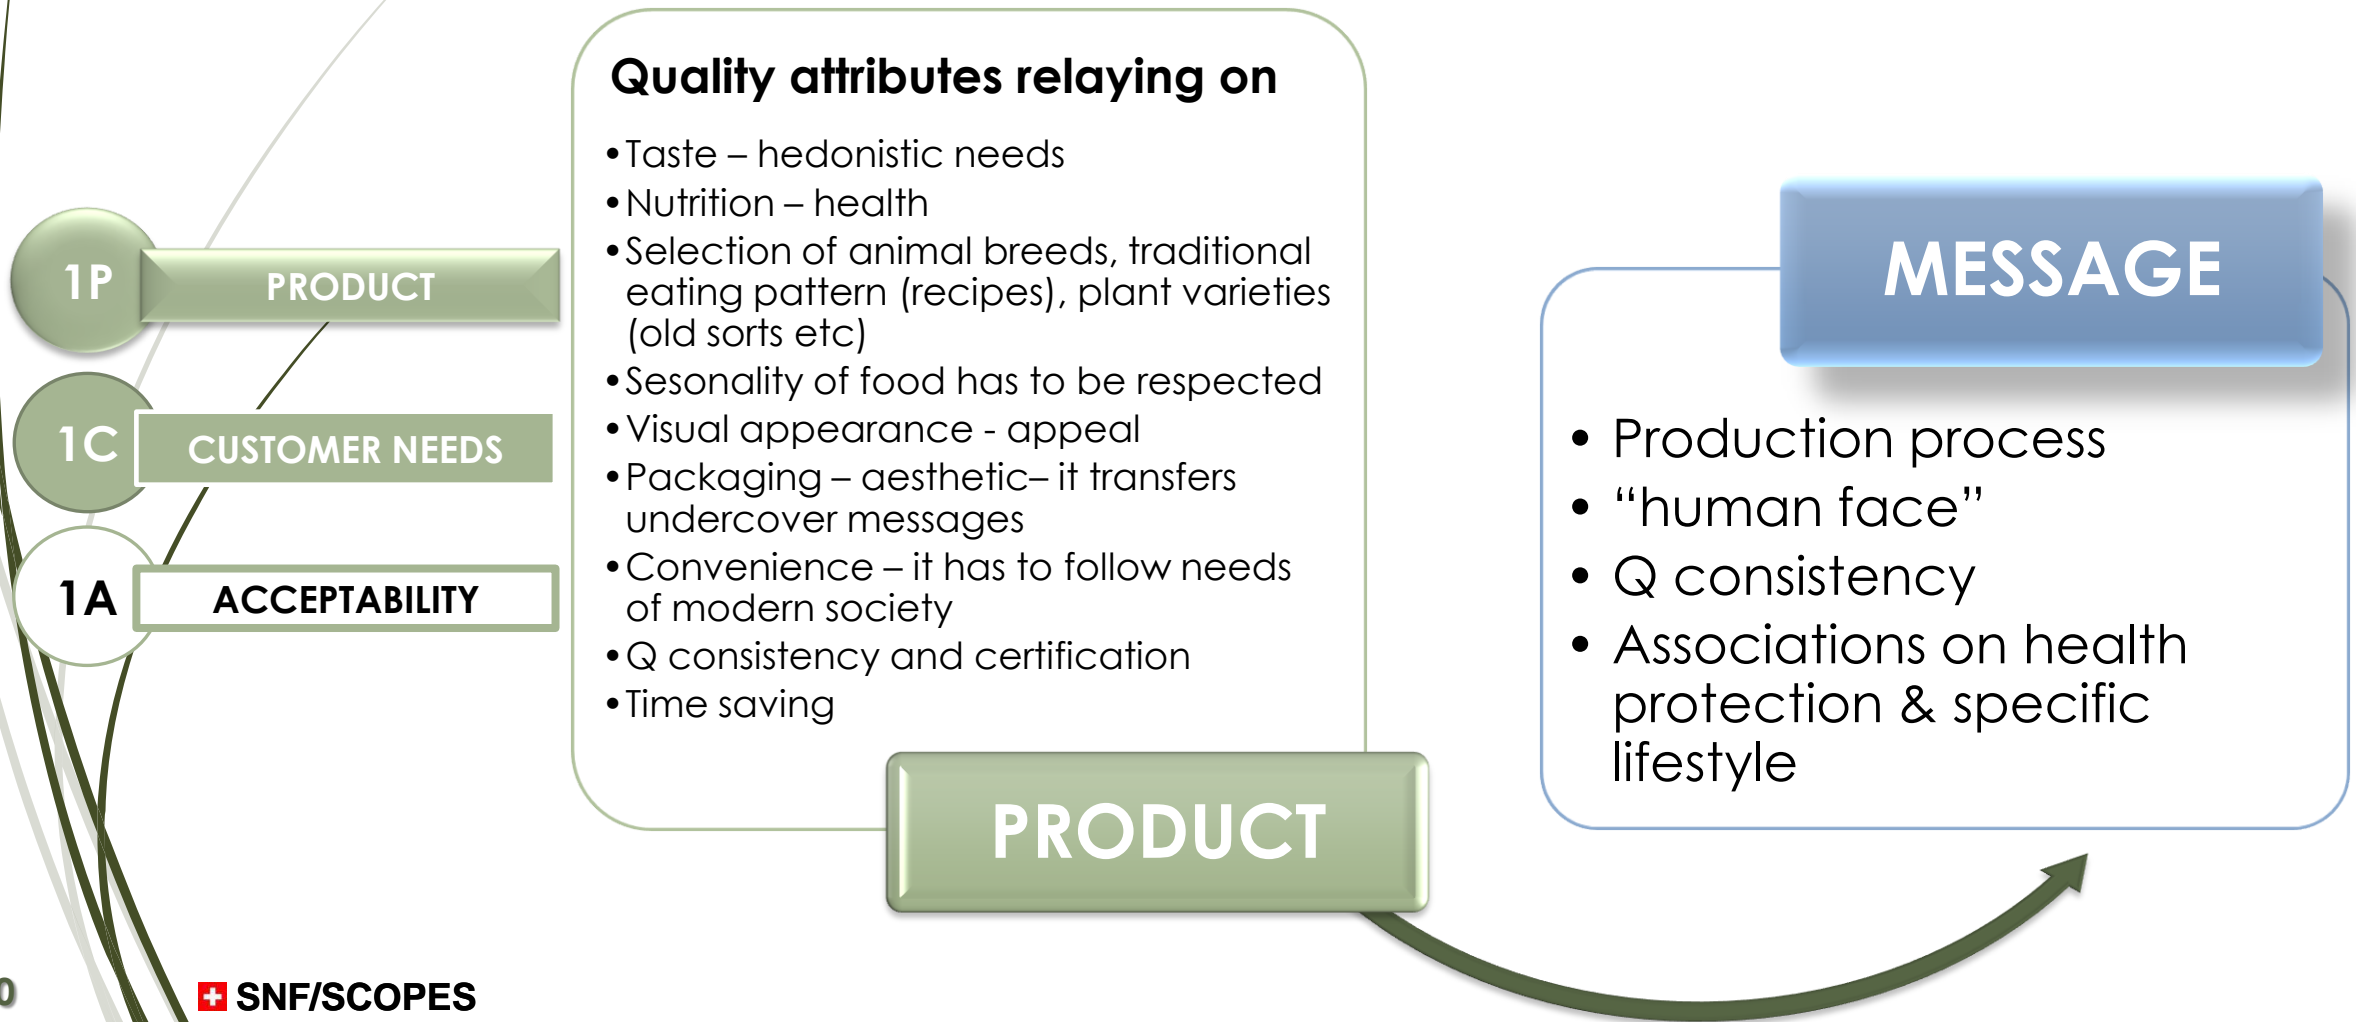 1P
PRODUCT
1C
CUSTOMER NEEDS
1A
ACCEPTABILITY
Quality attributes relaying on
•Taste – hedonistic needs
•Nutrition – health
•Selection of animal breeds, traditional
eating pattern (recipes), plant varieties
(old sorts etc)
•Sesonality of food has to be respected
•Visual appearance - appeal
•Packaging – aesthetic– it transfers
undercover messages
•Convenience – it has to follow needs
of modern society
•Q consistency and certification
•Time saving
PRODUCT
MESSAGE
• Production process
• “human face”
• Q consistency
• Associations on health
protection & specific
lifestyle
0
SNF/SCOPES